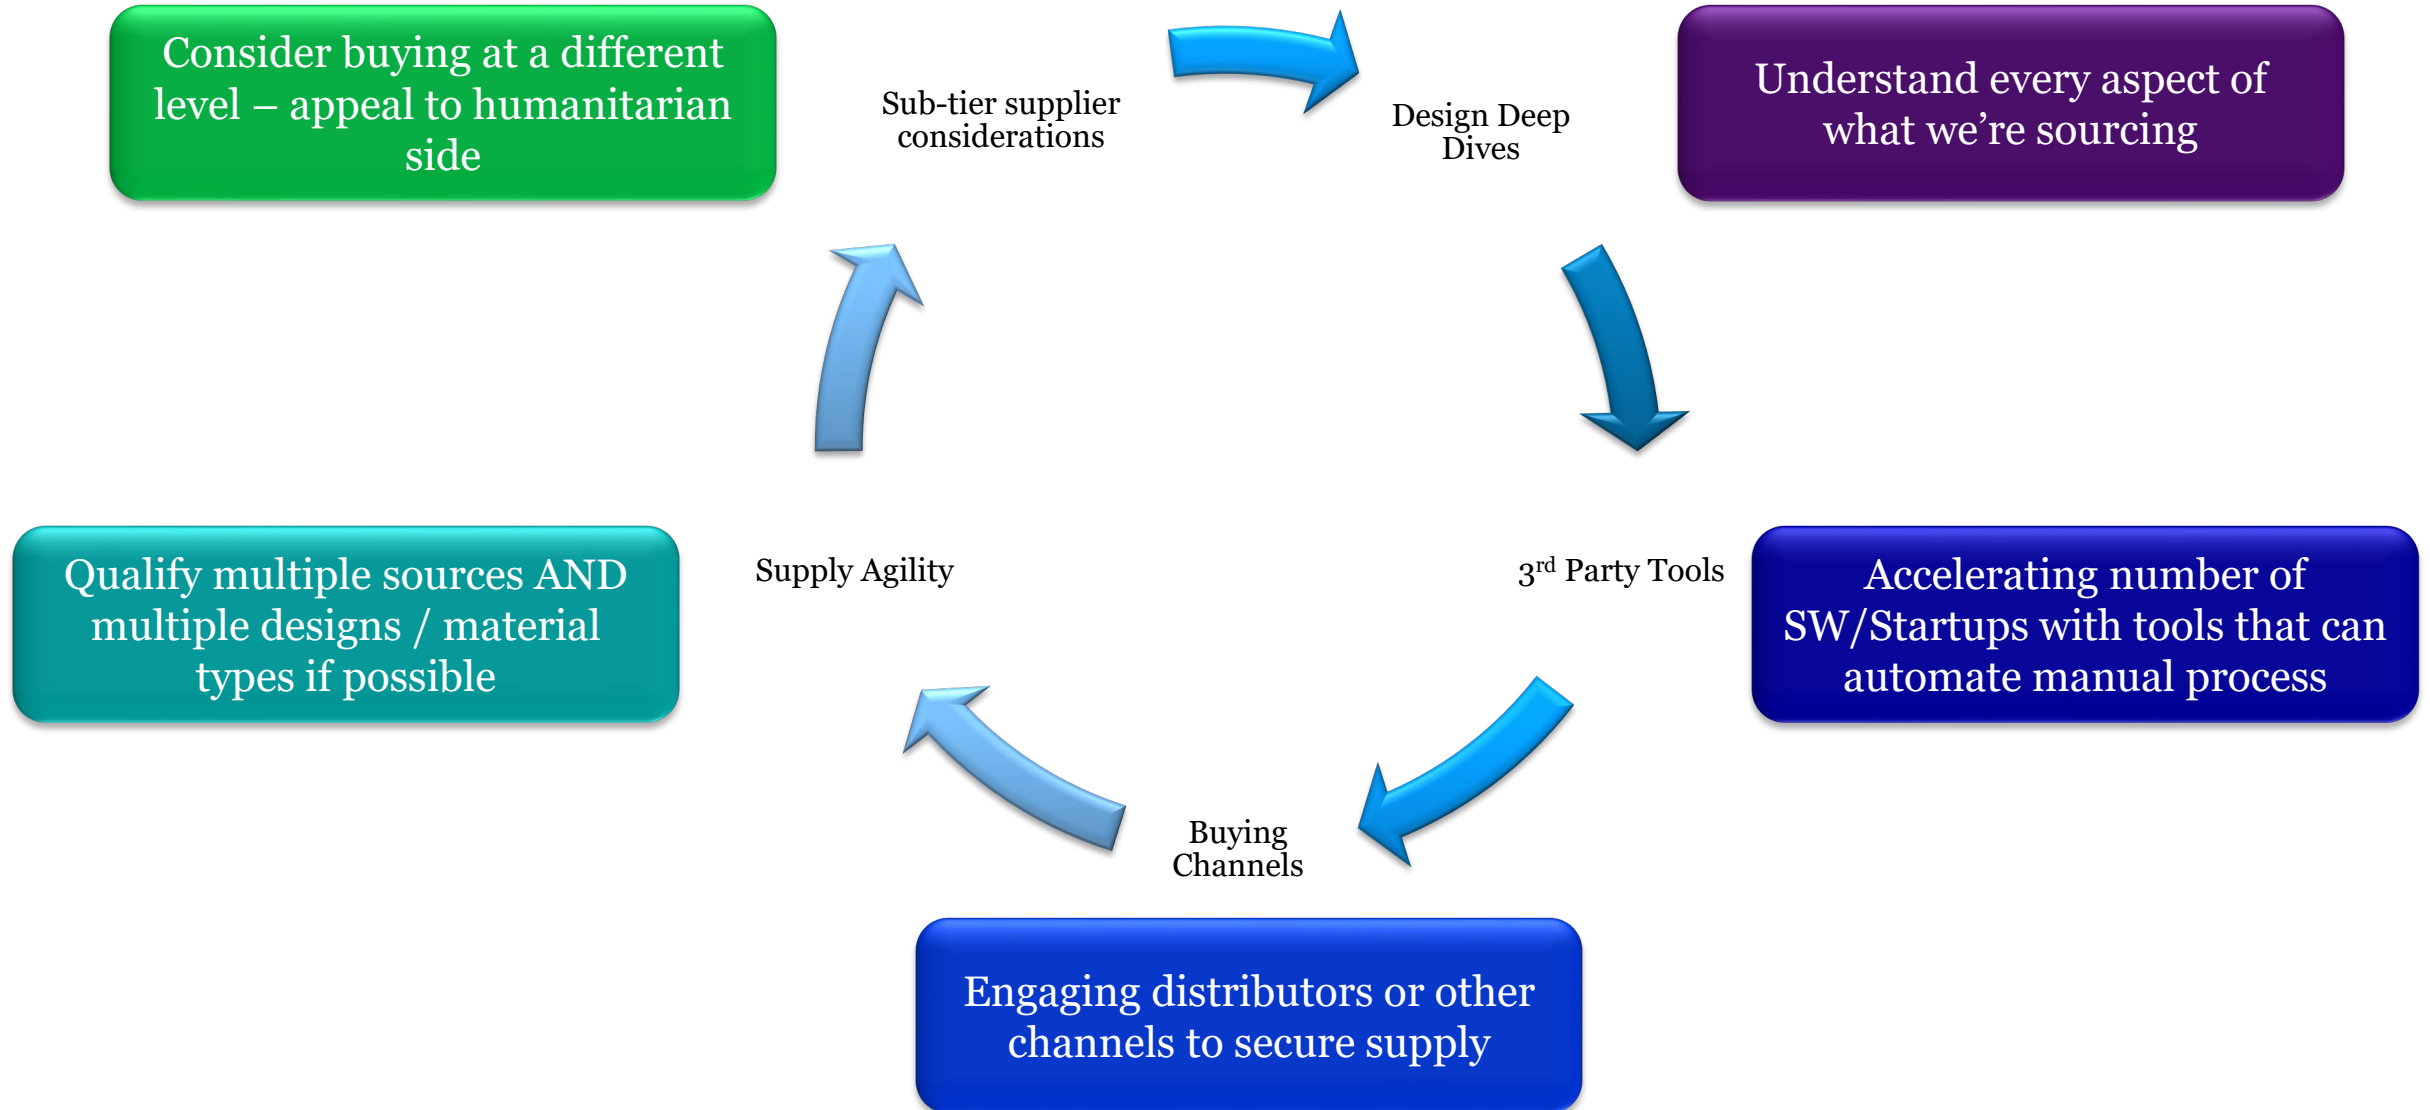 Consider buying at a different
level – appeal to humanitarian
side
Sub-tier supplier
considerations
Design Deep
Dives
Understand every aspect of
what we’re sourcing
Qualify multiple sources AND
multiple designs / material
types if possible
Supply Agility
3rd Party Tools
Accelerating number of
SW/Startups with tools that can
automate manual process
Buying
Channels
Engaging distributors or other
channels to secure supply